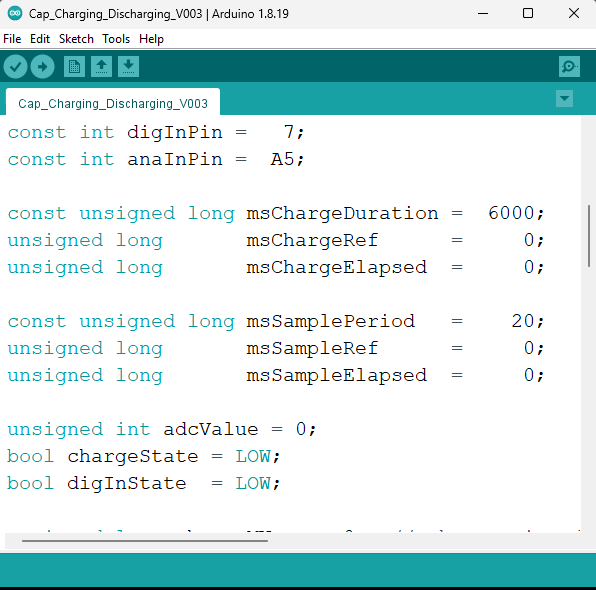 Cap_Charging_Discharging_V003 | Arduino 1.8.19
File Edit Sketch Tools Help
Cap_Charging_Discharging_V003
const int digInPin =   7;
const int anaInPin =  A5;
const unsigned long msChargeDuration =  6000;
unsigned long       msChargeRef      =     0;
unsigned long       msChargeElapsed  =     0;
const unsigned long msSamplePeriod   =    20;
unsigned long       msSampleRef      =     0;
unsigned long       msSampleElapsed  =     0;
unsigned int adcValue = 0;
bool chargeState = LOW;
bool digInState  = LOW;